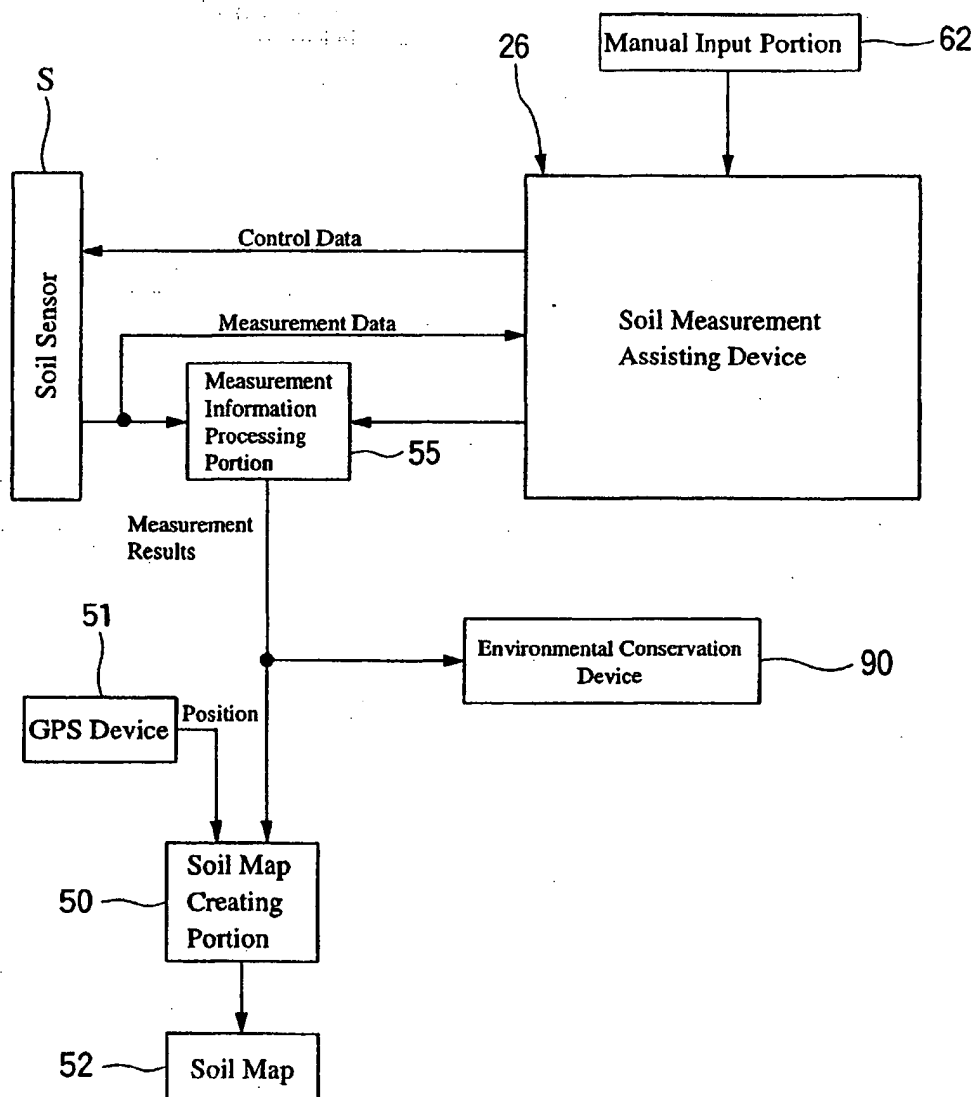 Manual Input Portion
62
26
S
Soil Sensor
Control Data
Measurement Data
Soil Measurement
Assisting Device
Measurement
Information
Processing
Portion
55
Measurement
Results
51
GPS Device
Position
Environmental Conservation
Device
90
50
Soil Map
Creating
Portion
52
Soil Map